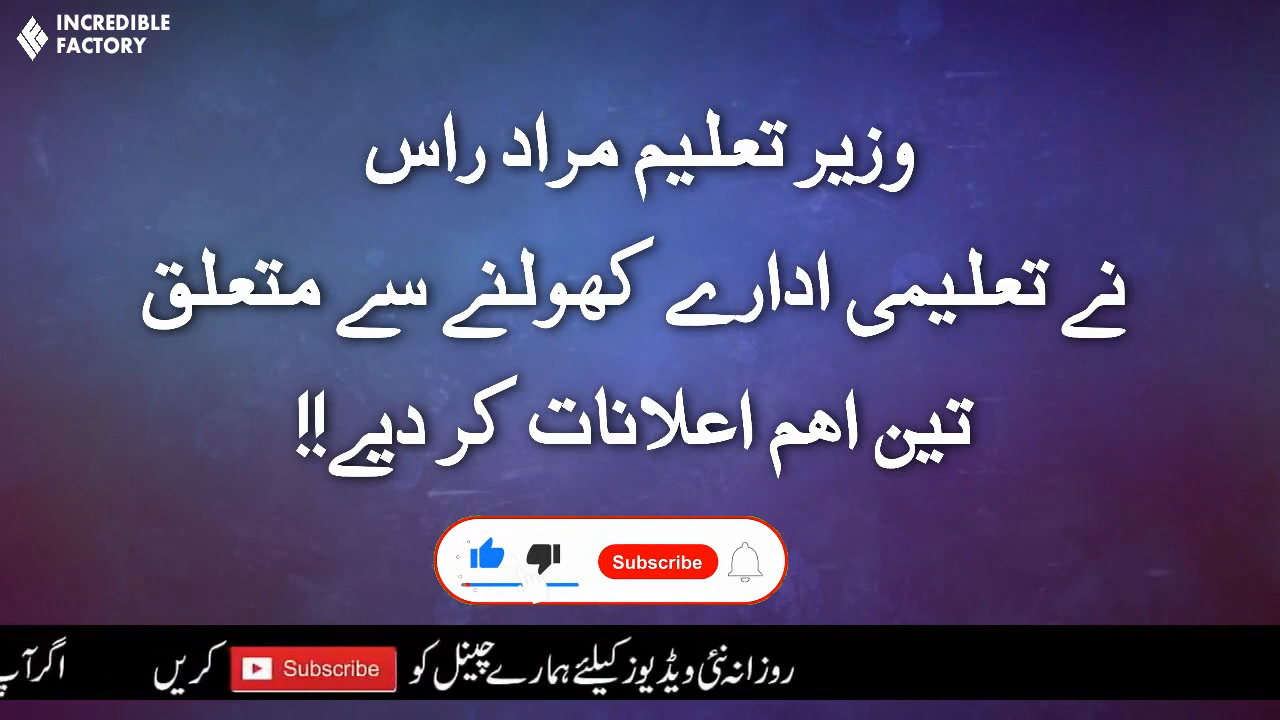 INCREDIBLE
FACTORY
وزیر تعلیم مراد راس
نے تعلیمی ادارے کھولنے سے متعلق
تین اهم اعلانات کر دیے!!
Subscribe
روزانہ نئی ویڈیوز کیلئے ہمارے چینل کو Subscribe کریں اگر آپ